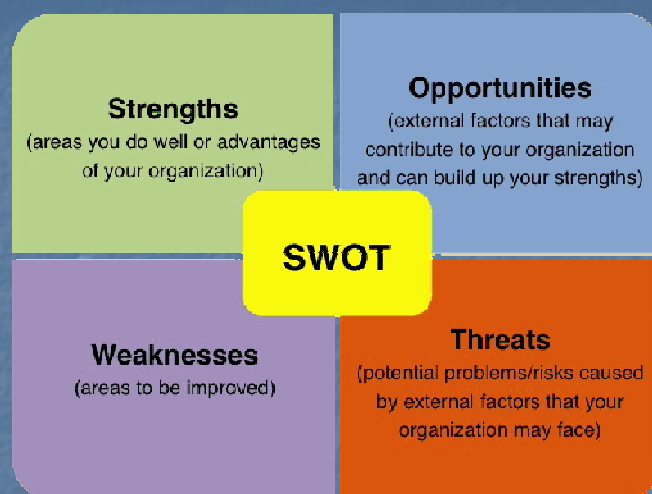 Strengths
(areas you do well or advantages
of your organization)
Opportunities
(external factors that may
contribute to your organization
and can build up your strengths)
SWOT
Weaknesses
(areas to be improved)
Threats
(potential problems/risks caused
by external factors that your
organization may face)